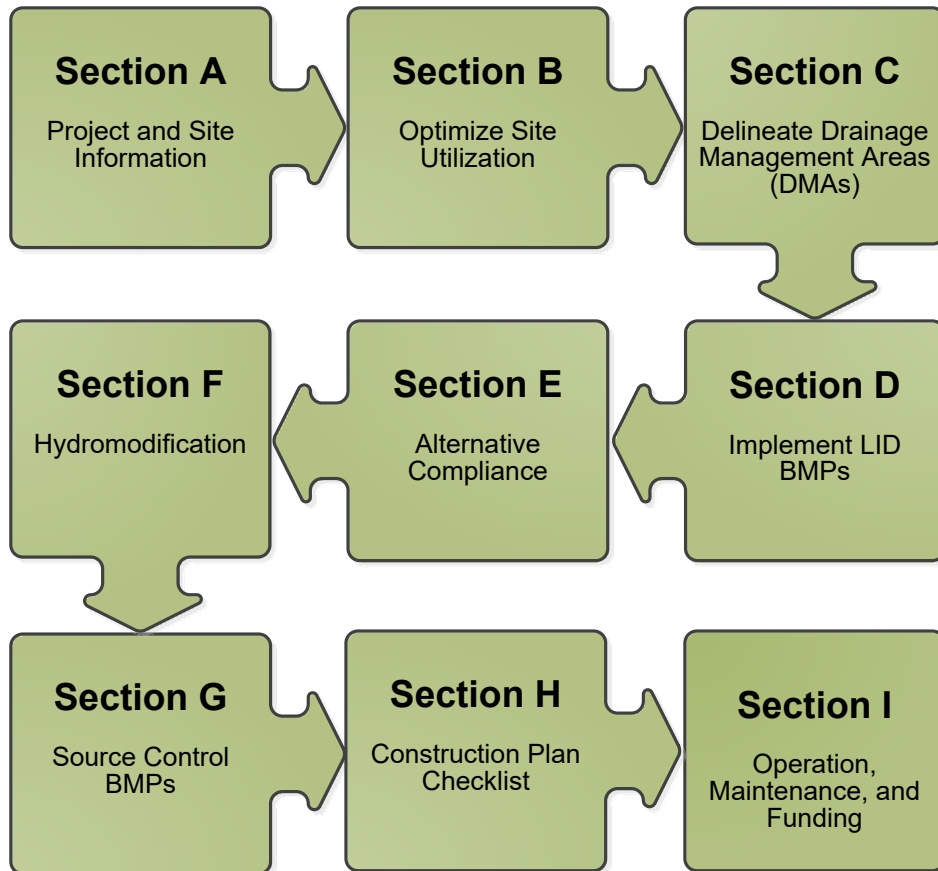 Section A
Project and Site
Information
Section B
Optimize Site
Utilization
Section C
Delineate Drainage
Management Areas
(DMAs)
Section D
Implement LID
BMPs
Section E
Alternative
Compliance
Section F
Hydromodification
Section G
Source Control
BMPs
Section H
Construction Plan
Checklist
Section I
Operation,
Maintenance, and
Funding